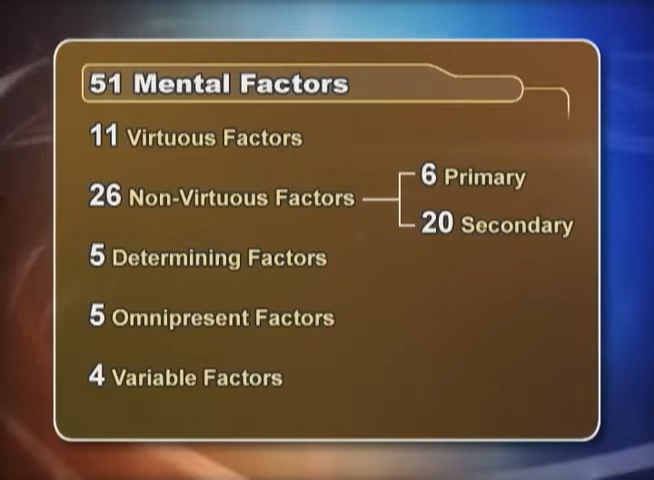 51 Mental Factors
11 Virtuous Factors
26 Non-Virtuous Factors
6 Primary
20 Secondary
5 Determining Factors
5 Omnipresent Factors
4 Variable Factors